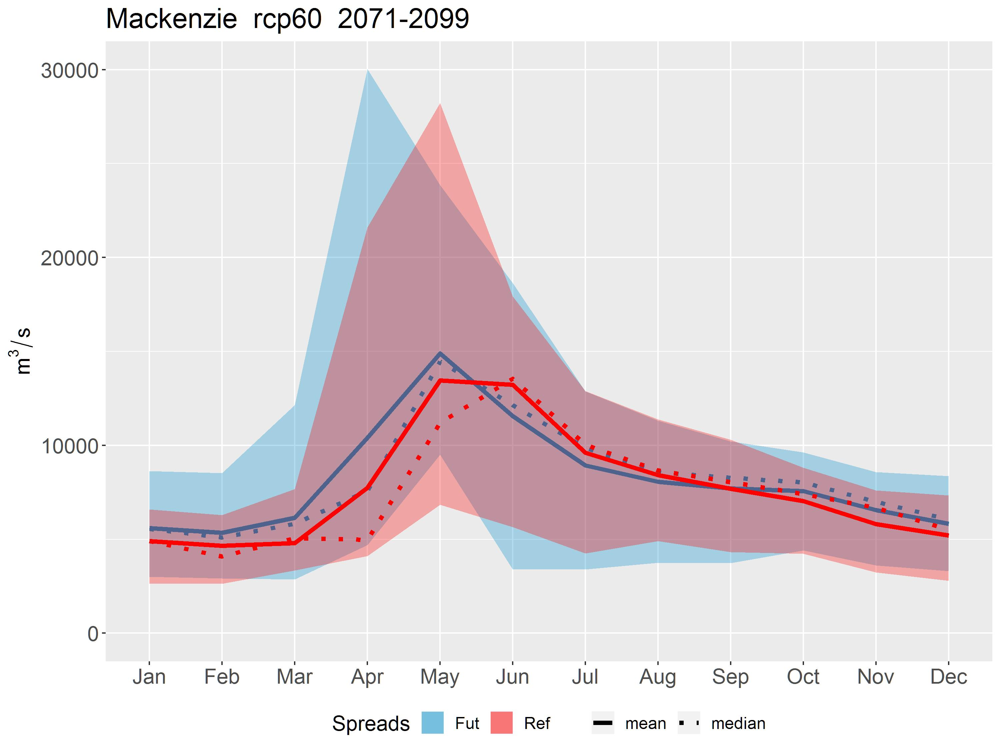 Mackenzie rcp60 2071-2099
30000
20000
10000
0
m³/s
Jan Feb Mar Apr May Jun Jul Aug Sep Oct Nov Dec
Spreads Fut Ref mean median